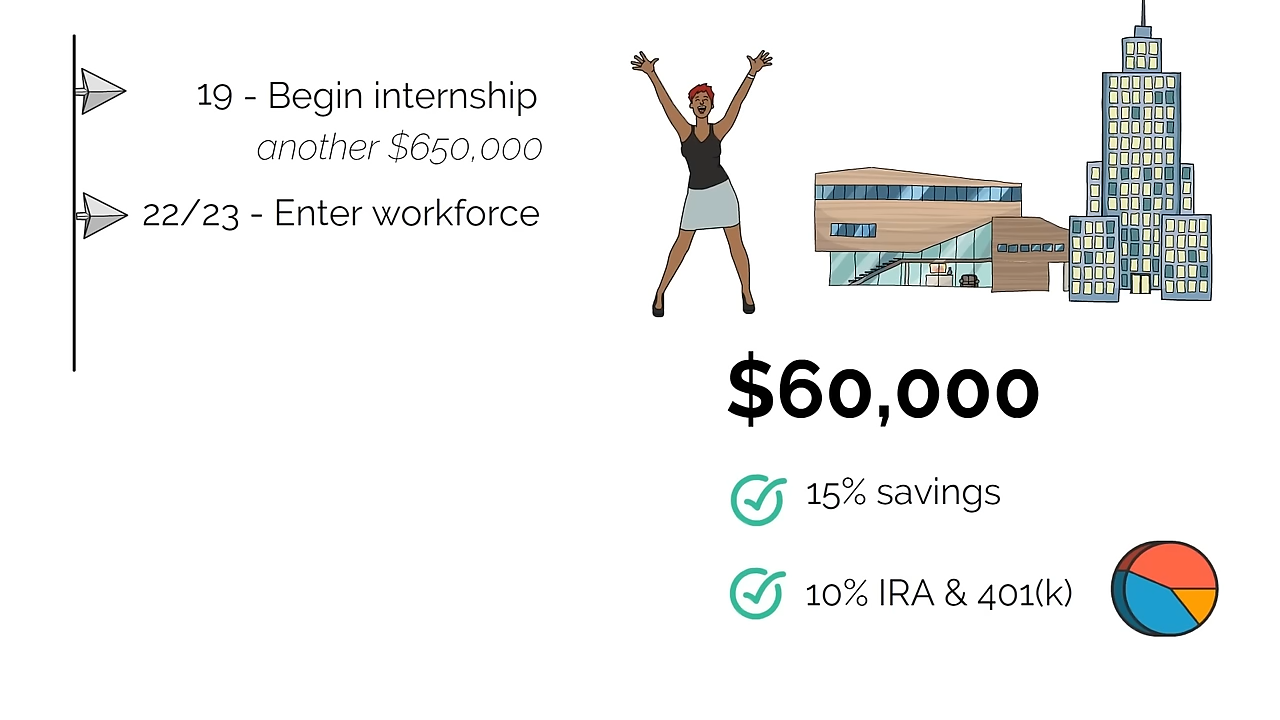 19 - Begin internship
another $650,000
22/23 - Enter workforce
$60,000
15% savings
10% IRA & 401(k)